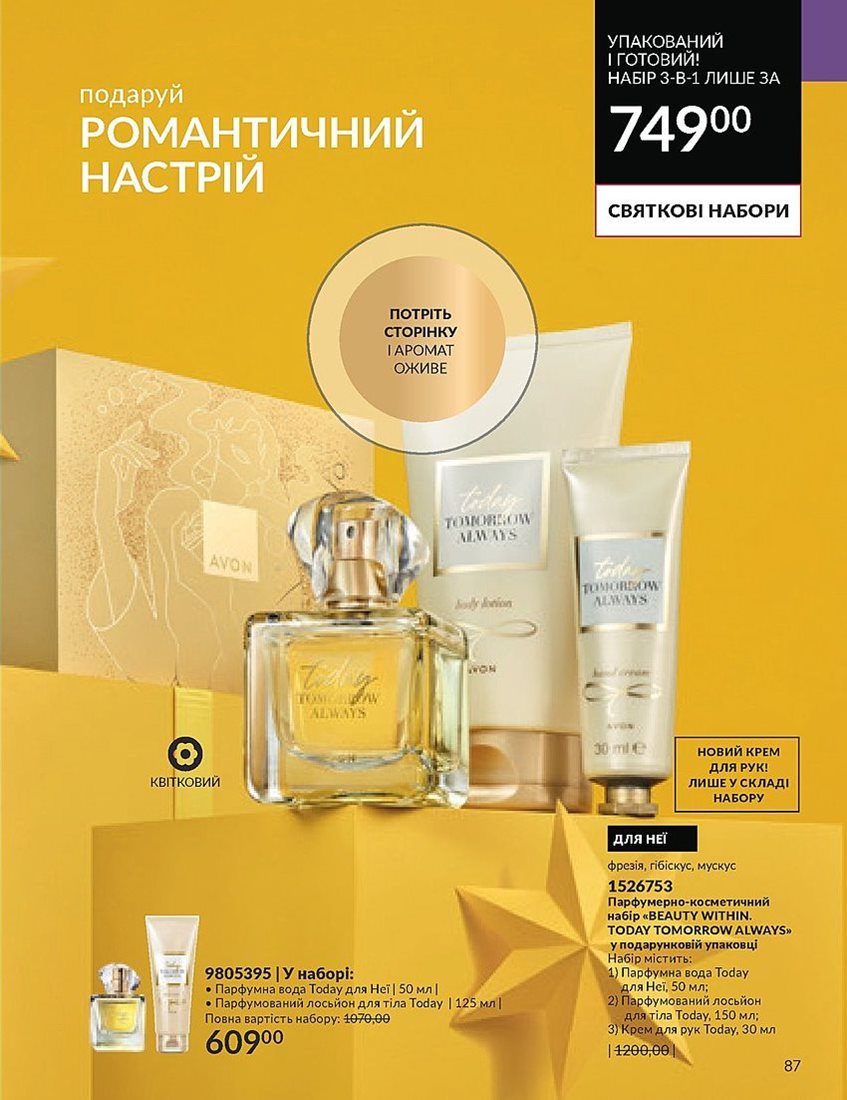 УПАКОВАНИЙ
І ГОТОВИЙ!
НАБІР 3-В-1 ЛИШЕ ЗА
749⁰⁰
СВЯТКОВІ НАБОРИ
подаруй
РОМАНТИЧНИЙ
НАСТРІЙ
ПОТРІТЬ
СТОРІНКУ
І АРОМАТ
ОЖИВЕ
AVON
today
TOMORROW
ALWAYS
body lotion
AVON
today
TOMORROW
ALWAYS
hand cream
AVON
30 ml e
today
TOMORROW
ALWAYS
КВІТКОВИЙ
НОВИЙ КРЕМ
ДЛЯ РУК!
ЛИШЕ У СКЛАДІ
НАБОРУ
ДЛЯ НЕЇ
фрезія, гібіскус, мускус
1526753
Парфумерно-косметичний
набір «BEAUTY WITHIN.
TODAY TOMORROW ALWAYS»
у подарунковій упаковці
Набір містить:
1) Парфумна вода Today
для Неї, 50 мл;
2) Парфумований лосьйон
для тіла Today, 150 мл;
3) Крем для рук Today, 30 мл
| 1200,00 |
9805395 | У наборі:
• Парфумна вода Today для Неї | 50 мл |
• Парфумований лосьйон для тіла Today | 125 мл |
Повна вартість набору: 1070,00
609⁰⁰
87